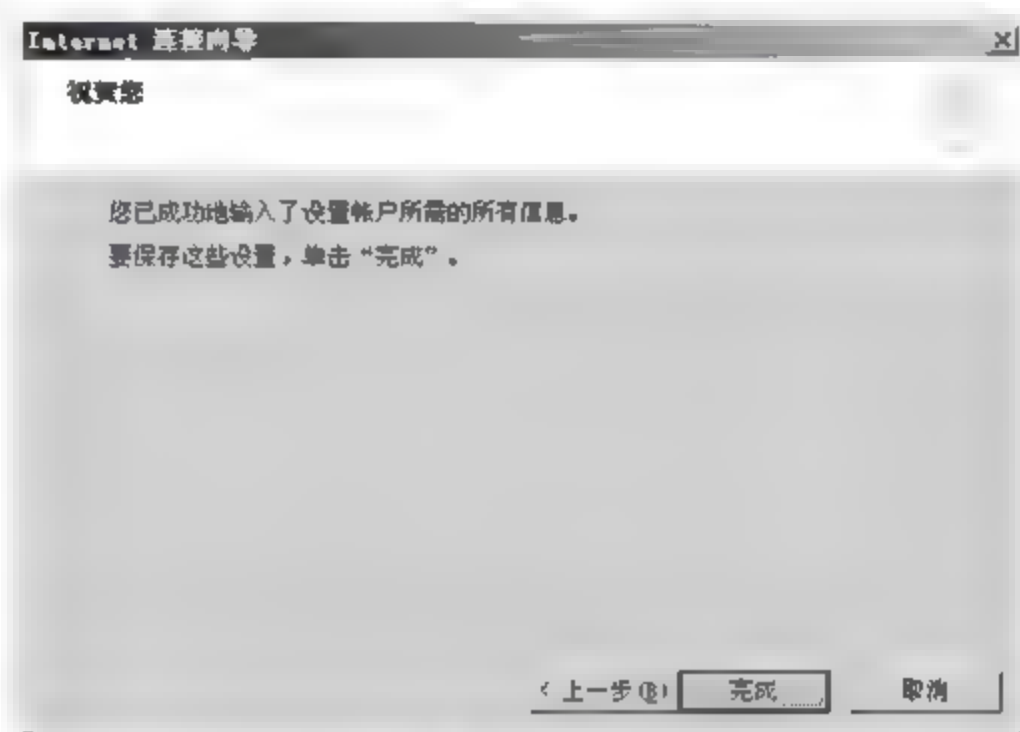 Internet 连接向导
祝贺您
您已成功地输入了设置帐户所需的所有信息。
要保存这些设置，单击“完成”。
< 上一步(B)
完成
取消